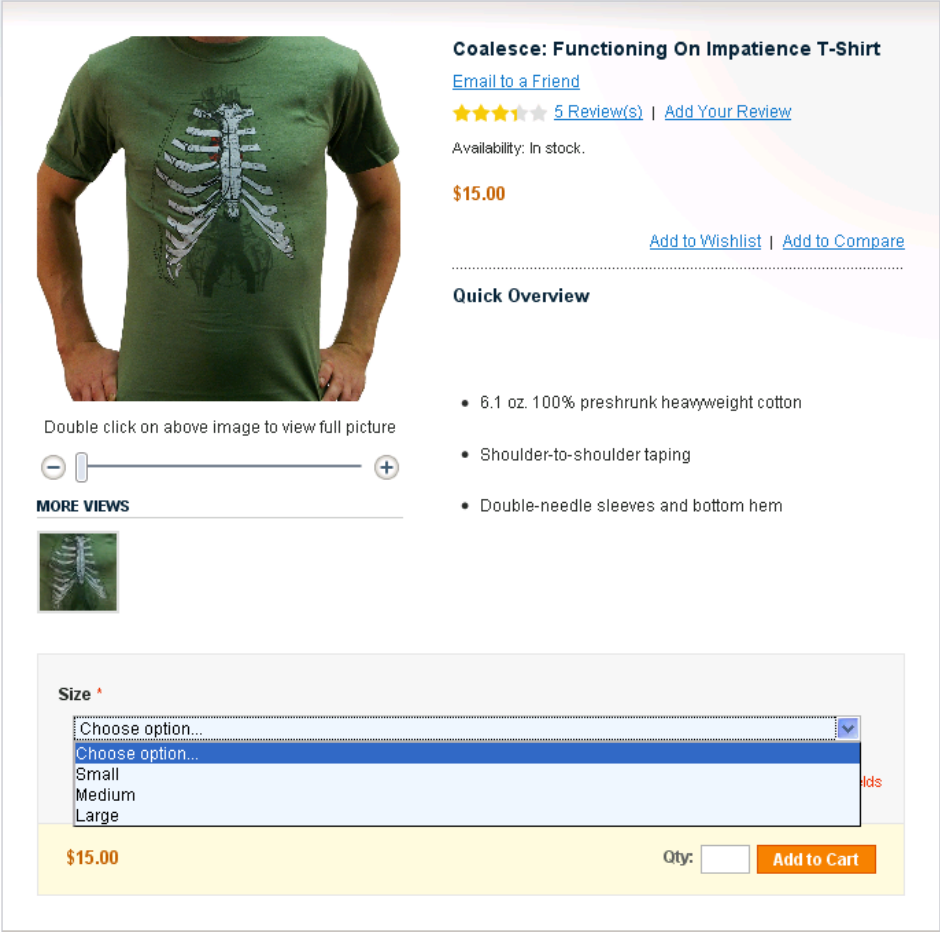 Coalesce: Functioning On Impatience T-Shirt
Email to a Friend
5 Review(s) | Add Your Review
Availability: In stock.
$15.00
Add to Wishlist | Add to Compare
Quick Overview
• 6.1 oz. 100% preshrunk heavyweight cotton
• Shoulder-to-shoulder taping
• Double-needle sleeves and bottom hem
Double click on above image to view full picture
MORE VIEWS
Size *
Choose option...
Choose option...
Small
Medium
Large
$15.00
Qty:
Add to Cart